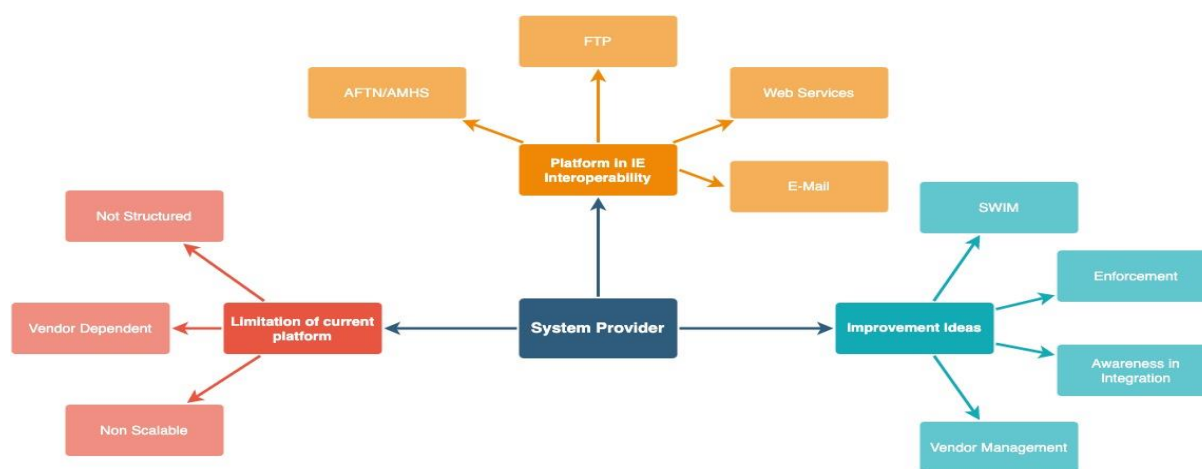 FTP
AFTN/AMHS
Web Services
Platform in IE
Interoperability
E-Mail
Not Structured
SWIM
Enforcement
Vendor Dependent
Limitation of current
platform
System Provider
Improvement Ideas
Awareness in
Integration
Non Scalable
Vendor Management